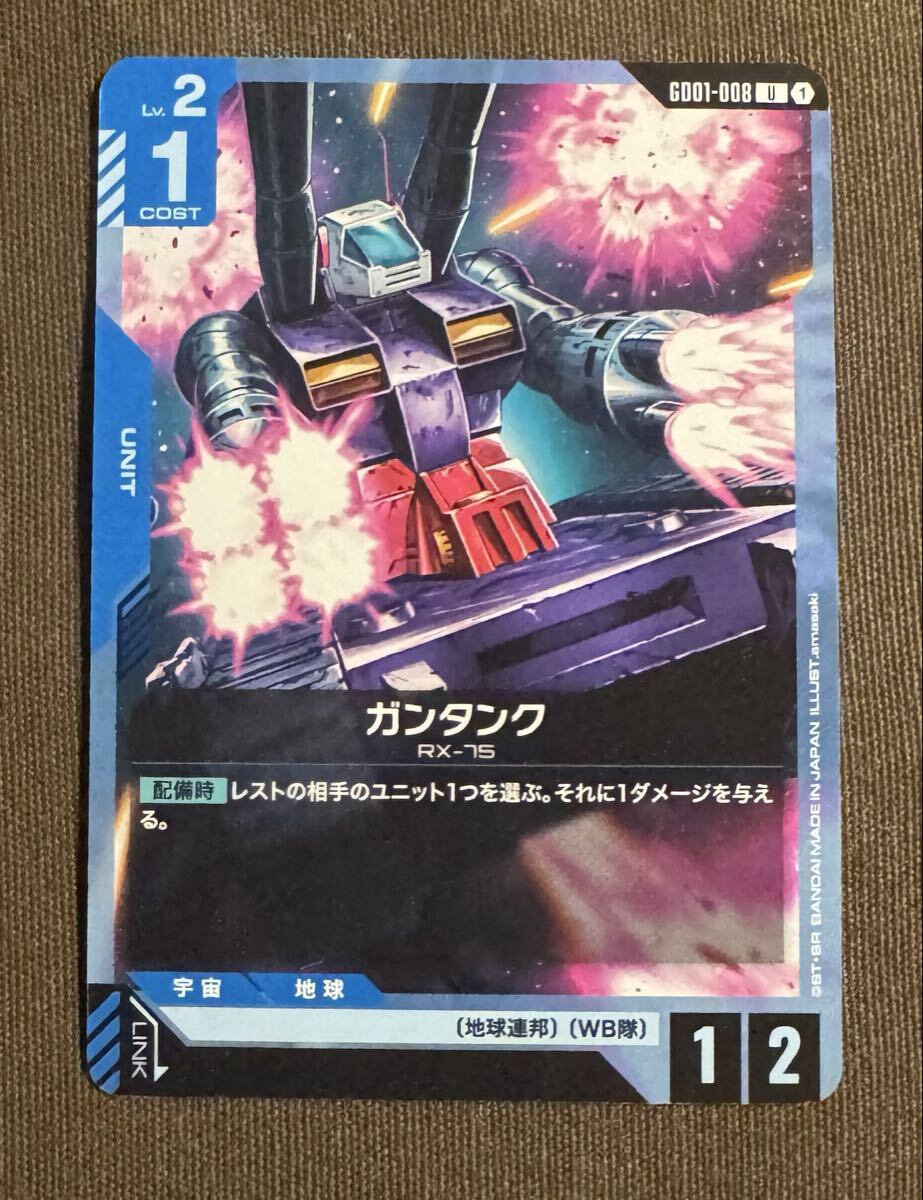 Lv. 2
1
COST
GD01-008 U 1
UNIT
ガンタンク
RX-75
配備時 レストの相手のユニット1つを選ぶ。それに1ダメージを与え
る。
宇宙 地球
LINK
〔地球連邦〕〔WB隊〕
1 2
©ST・SR BANDAI MADE IN JAPAN ILLUST.amasaki